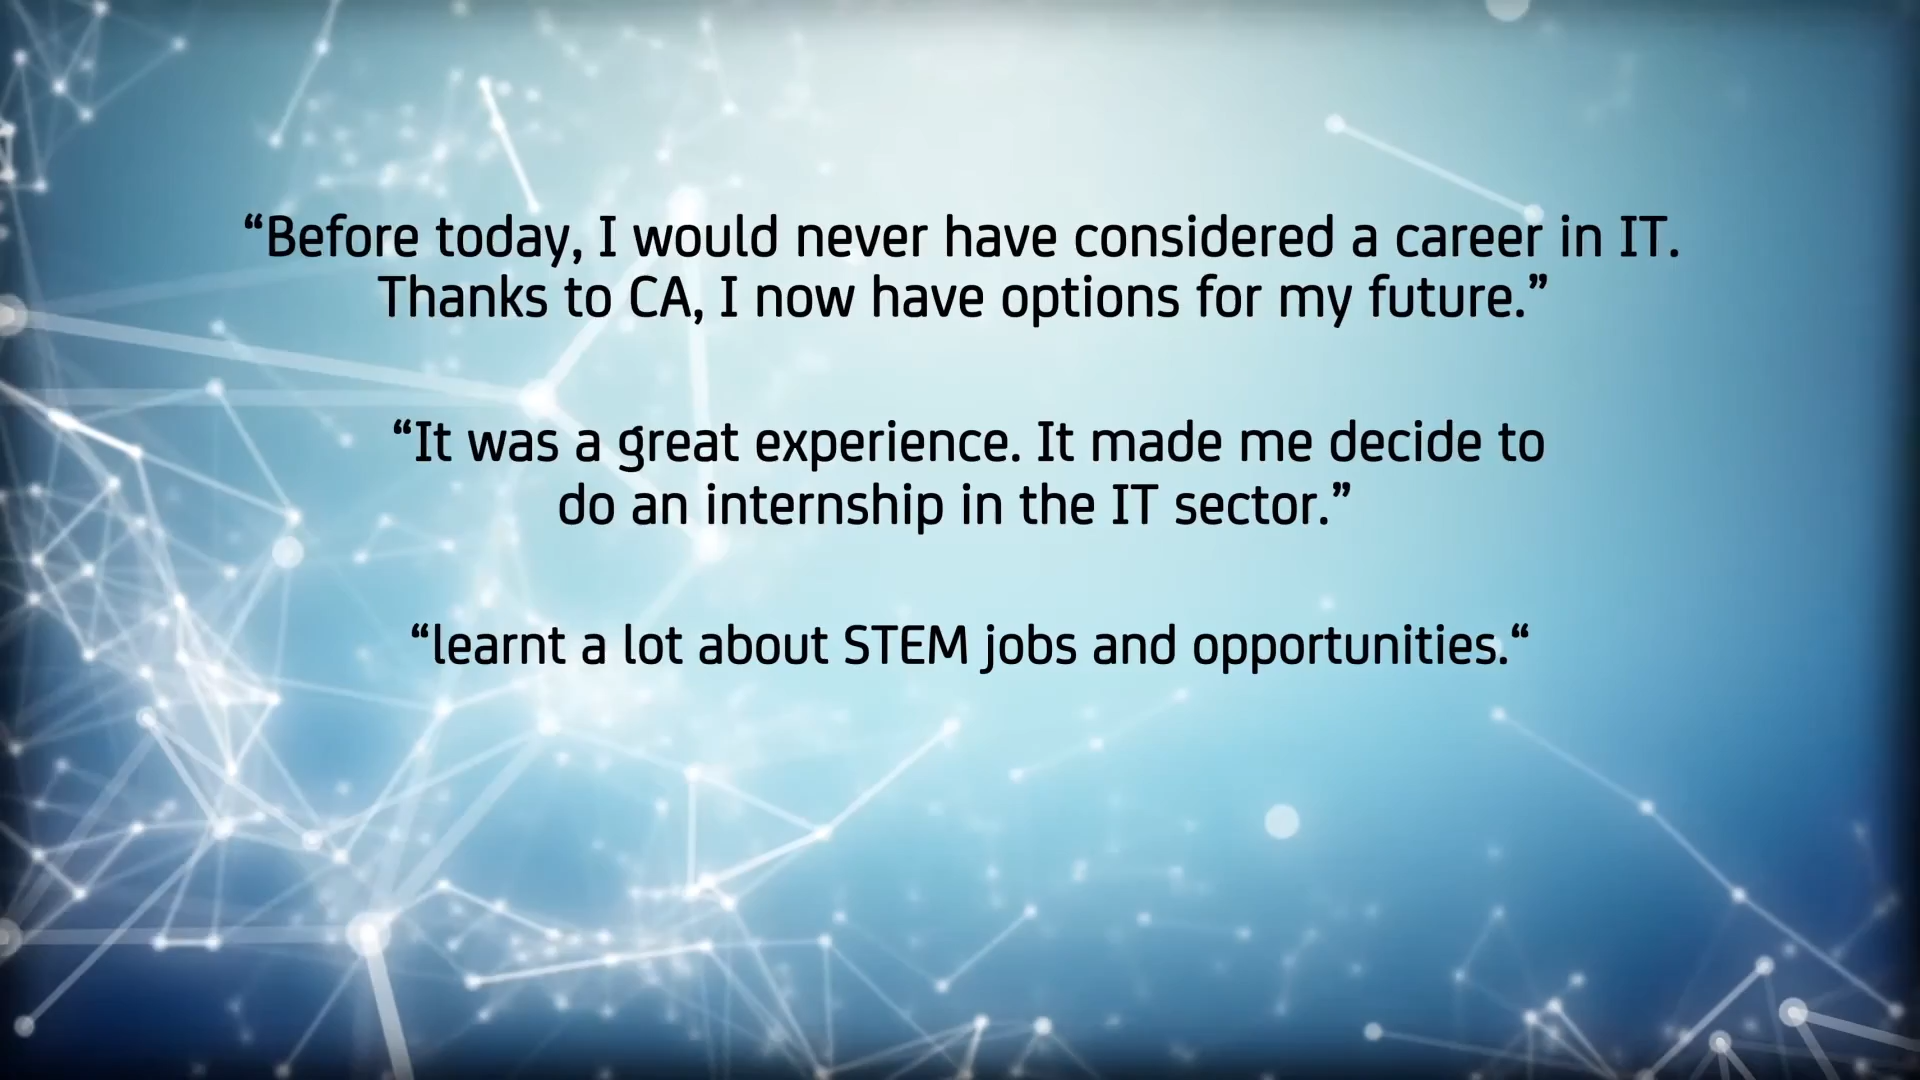 “Before today, I would never have considered a career in IT.
Thanks to CA, I now have options for my future.”
“It was a great experience. It made me decide to
do an internship in the IT sector.”
“learnt a lot about STEM jobs and opportunities.“